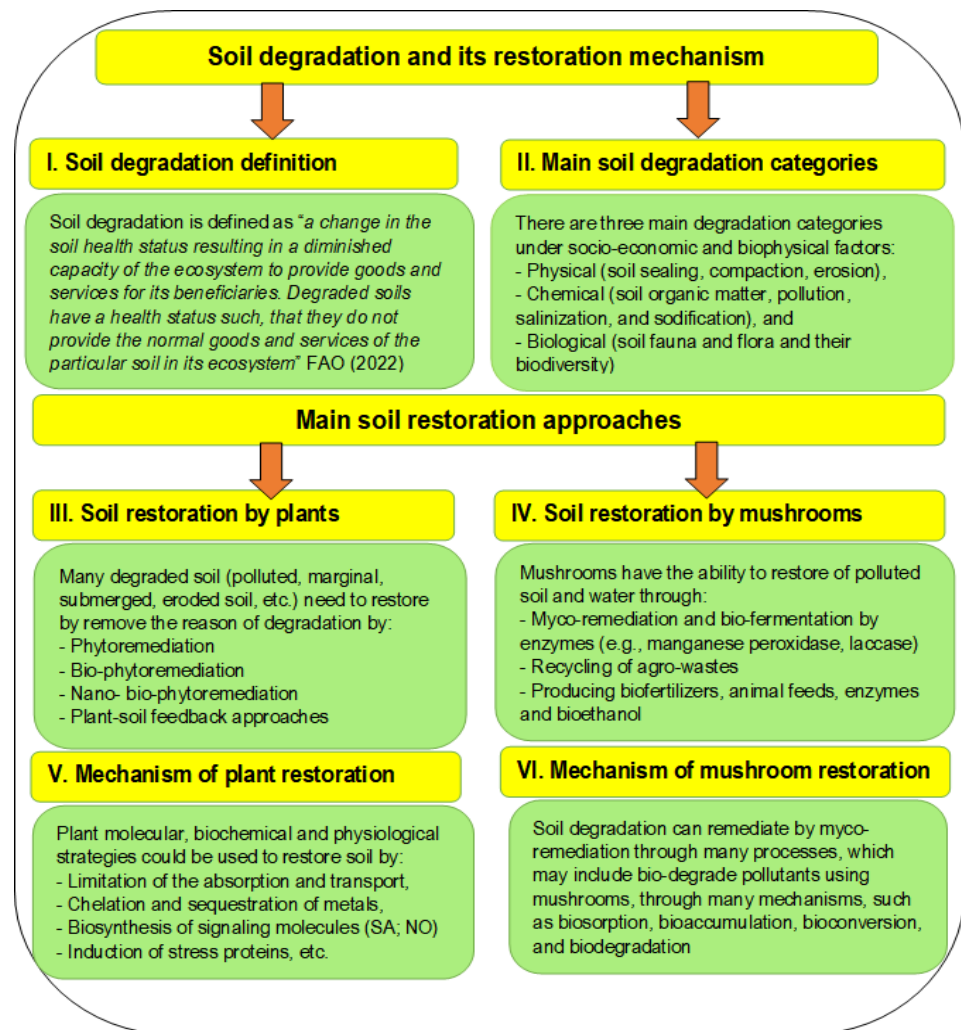 Soil degradation and its restoration mechanism
I. Soil degradation definition
Soil degradation is defined as “a change in the
soil health status resulting in a diminished
capacity of the ecosystem to provide goods and
services for its beneficiaries. Degraded soils
have a health status such, that they do not
provide the normal goods and services of the
particular soil in its ecosystem” FAO (2022)
II. Main soil degradation categories
There are three main degradation categories
under socio-economic and biophysical factors:
- Physical (soil sealing, compaction, erosion),
- Chemical (soil organic matter, pollution,
salinization, and sodification), and
- Biological (soil fauna and flora and their
biodiversity)
Main soil restoration approaches
III. Soil restoration by plants
Many degraded soil (polluted, marginal,
submerged, eroded soil, etc.) need to restore
by remove the reason of degradation by:
- Phytoremediation
- Bio-phytoremediation
- Nano- bio-phytoremediation
- Plant-soil feedback approaches
IV. Soil restoration by mushrooms
Mushrooms have the ability to restore of polluted
soil and water through:
- Myco-remediation and bio-fermentation by
enzymes (e.g., manganese peroxidase, laccase)
- Recycling of agro-wastes
- Producing biofertilizers, animal feeds, enzymes
and bioethanol
V. Mechanism of plant restoration
Plant molecular, biochemical and physiological
strategies could be used to restore soil by:
- Limitation of the absorption and transport,
- Chelation and sequestration of metals,
- Biosynthesis of signaling molecules (SA; NO)
- Induction of stress proteins, etc.
VI. Mechanism of mushroom restoration
Soil degradation can remediate by myco-
remediation through many processes, which
may include bio-degrade pollutants using
mushrooms, through many mechanisms, such
as biosorption, bioaccumulation, bioconversion,
and biodegradation